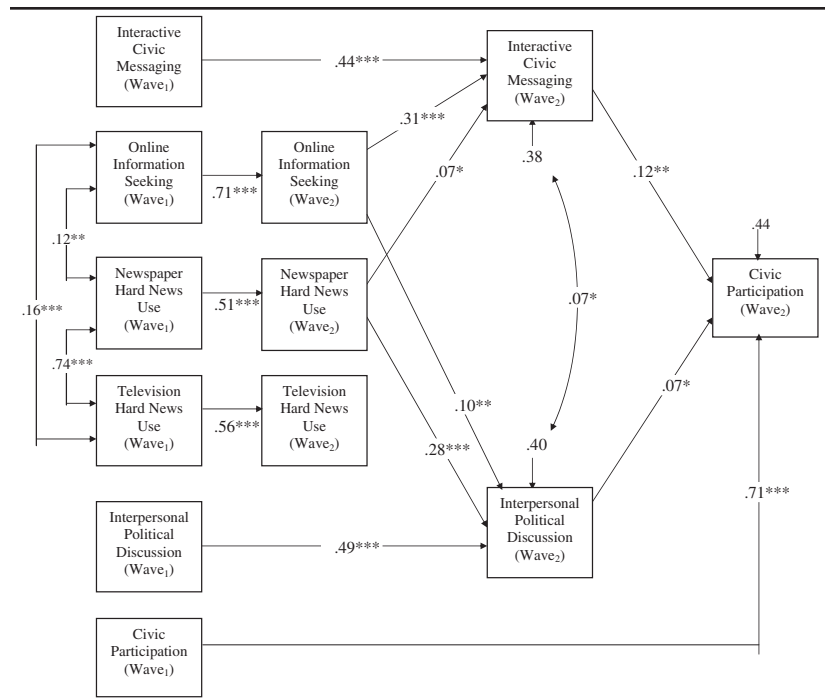 Interactive
Civic
Messaging
(Wave₁)
.44***
Interactive
Civic
Messaging
(Wave₂)
.38
Online
Information
Seeking
(Wave₁)
.71***
Online
Information
Seeking
(Wave₂)
.31***
.07*
.12**
.12**
.16***
.74***
Newspaper
Hard News
Use
(Wave₁)
.51***
Newspaper
Hard News
Use
(Wave₂)
.07*
.44
Civic
Participation
(Wave₂)
Television
Hard News
Use
(Wave₁)
.56***
Television
Hard News
Use
(Wave₂)
.10**
.28***
.07*
.40
Interpersonal
Political
Discussion
(Wave₁)
.49***
Interpersonal
Political
Discussion
(Wave₂)
.71***
Civic
Participation
(Wave₁)